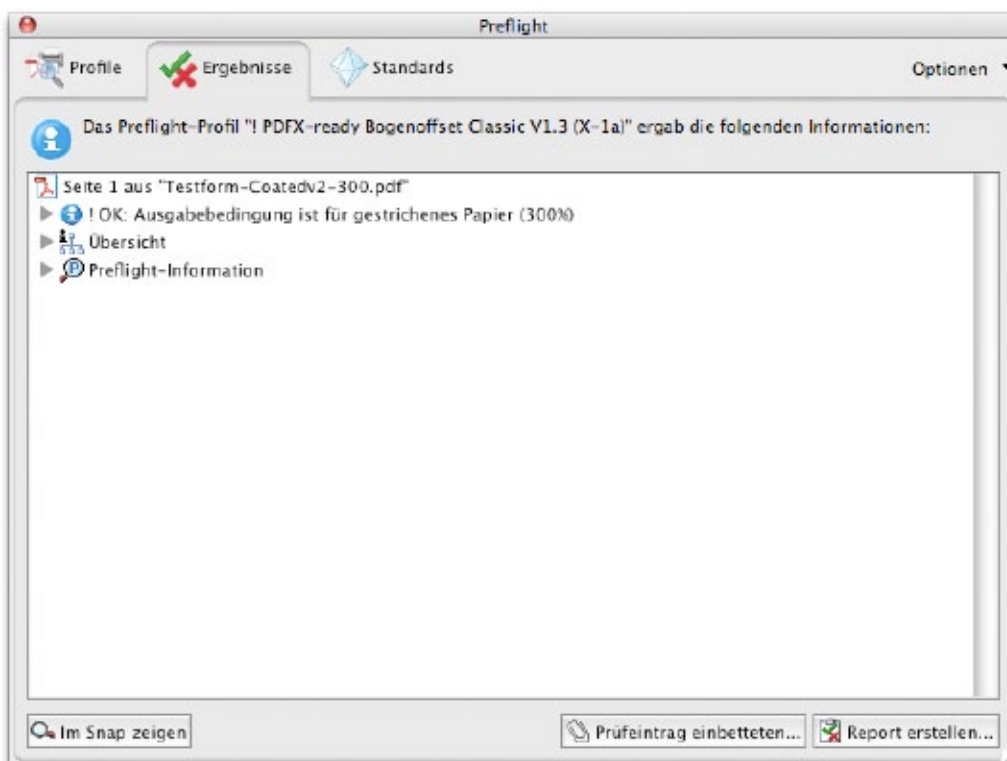 Preflight
Profile Ergebnisse Standards Optionen
Das Preflight-Profil "! PDFX-ready Bogenoffset Classic V1.3 (X-1a)" ergab die folgenden Informationen:
Seite 1 aus "Testform-Coatedv2-300.pdf"
! OK: Ausgabebedingung ist für gestrichenes Papier (300%)
Übersicht
Preflight-Information
Im Snap zeigen Prüfeintrag einbetteten... Report erstellen...